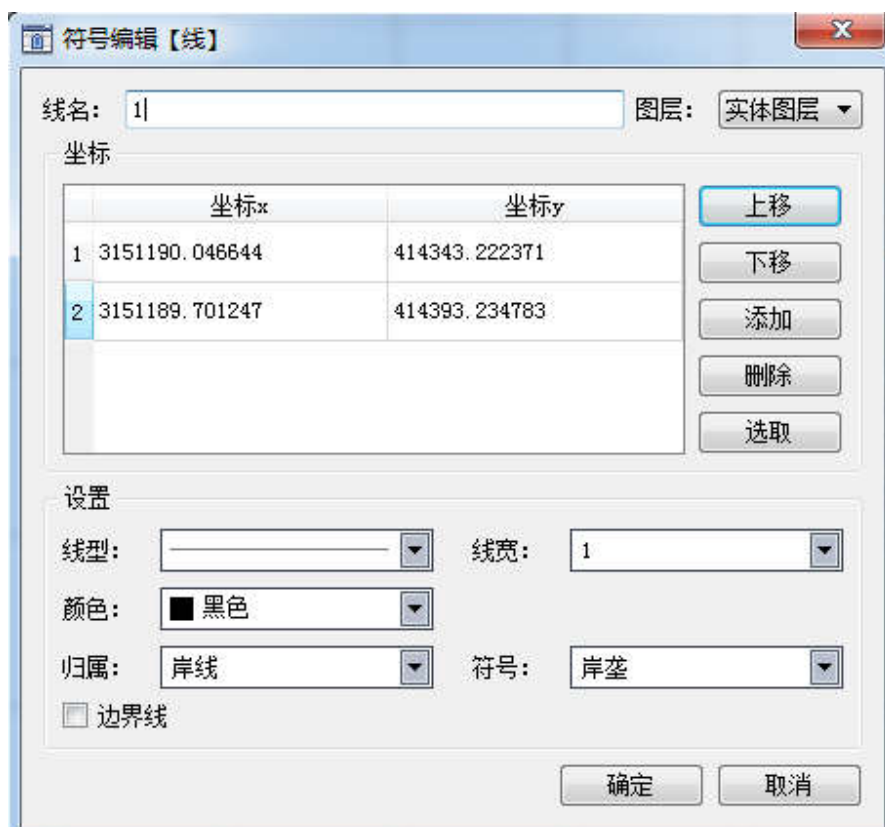 符号编辑【线】
线名： 1 图层： 实体图层
坐标
坐标x 坐标y 上移
1 3151190.046644 414343.222371
下移
2 3151189.701247 414393.234783
添加
删除
选取
设置
线型： 线宽： 1
颜色： 黑色
归属： 岸线 符号： 岸垄
边界线
确定 取消